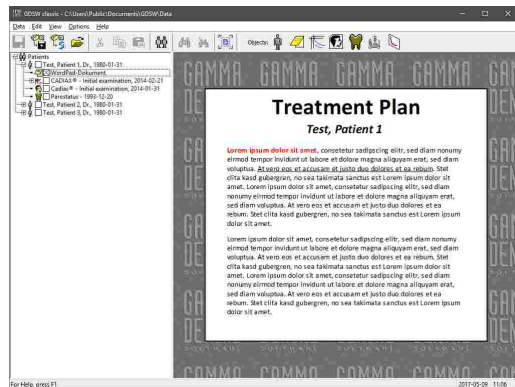 GDSW classic - C:\Users\Public\Documents\GDSW\Data
Data Edit View Options Help
Objects:
Patients
Test, Patient 1, Dr., 1980-01-31
WordPad-Dokument
CADIAX® - Initial examination, 2014-02-21
Cadias® - Initial examination, 2014-01-31
Parostatus - 1993-12-20
Test, Patient 2, Dr., 1980-01-31
Test, Patient 3, Dr., 1980-01-31
GAMMA GAMMA GAMMA GAMMA
Treatment Plan
Test, Patient 1
Lorem ipsum dolor sit amet, consetetur sadipscing elitr, sed diam nonumy
eirmod tempor invidunt ut labore et dolore magna aliquyam erat, sed diam
voluptua. At vero eos et accusam et justo duo dolores et ea rebum. Stet
clita kasd gubergren, no sea takimata sanctus est Lorem ipsum dolor sit
amet. Lorem ipsum dolor sit amet, consetetur sadipscing elitr, sed diam
nonumy eirmod tempor invidunt ut labore et dolore magna aliquyam erat,
sed diam voluptua. At vero eos et accusam et justo duo dolores et ea
rebum. Stet clita kasd gubergren, no sea takimata sanctus est Lorem ipsum
dolor sit amet.
Lorem ipsum dolor sit amet, consetetur sadipscing elitr, sed diam nonumy
eirmod tempor invidunt ut labore et dolore magna aliquyam erat, sed diam
voluptua. At vero eos et accusam et justo duo dolores et ea rebum. Stet
clita kasd gubergren, no sea takimata sanctus est Lorem ipsum dolor sit
amet. Lorem ipsum dolor sit amet, consetetur sadipscing elitr, sed diam
nonumy eirmod tempor invidunt ut labore et dolore magna aliquyam erat,
sed diam voluptua. At vero eos et accusam et justo duo dolores et ea
rebum. Stet clita kasd gubergren, no sea takimata sanctus est Lorem ipsum
dolor sit amet.
SOFTWARE SOFTWARE SOFTWARE
GAMMA GAMMA GAMMA GAMMA
For Help, press F1
2017-05-09 11:06